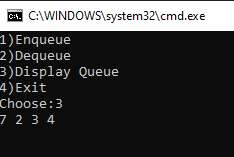 C:\WINDOWS\system32\cmd.exe
1)Enqueue
2)Dequeue
3)Display Queue
4)Exit
Choose:3
7 2 3 4